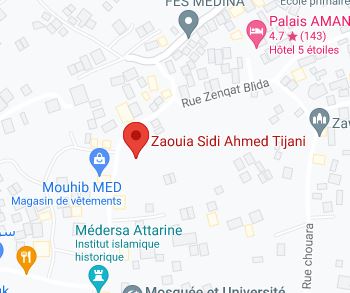 FES MEDINA
École primaire
Palais AMAN
4.7 ★ (143)
Hôtel 5 étoiles
Rue Zenqat Blida
Zaouia Sidi Ahmed Tijani
Za
Mouhib MED
Magasin de vêtements
Médersa Attarine
Institut islamique
historique
Rue chouara
Mosquée et Université